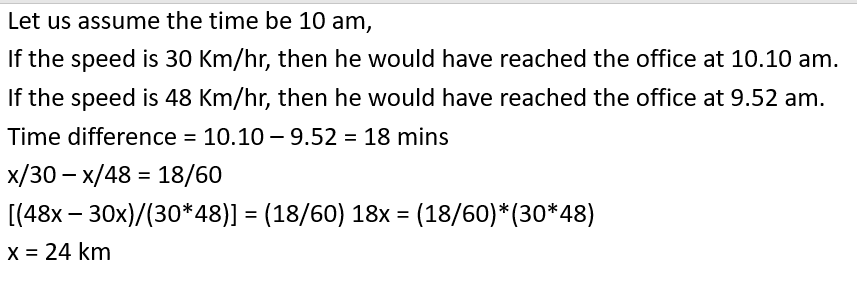 Let us assume the time be 10 am,
If the speed is 30 Km/hr, then he would have reached the office at 10.10 am.
If the speed is 48 Km/hr, then he would have reached the office at 9.52 am.
Time difference = 10.10 – 9.52 = 18 mins
x/30 – x/48 = 18/60
[(48x – 30x)/(30*48)] = (18/60) 18x = (18/60)*(30*48)
x = 24 km